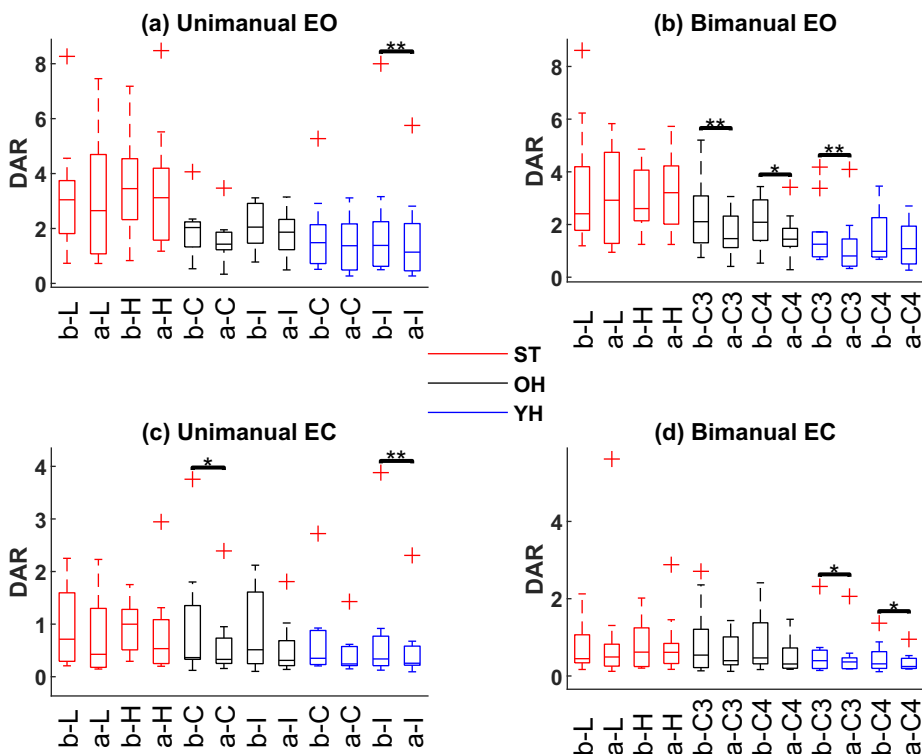 (a) Unimanual EO
DAR
8
6
4
2
0
**
b-L a-L b-H a-H b-C a-C b-I a-I b-C a-C b-I a-I
(b) Bimanual EO
DAR
8
6
4
2
0
** * **
b-L a-L b-H a-H b-C3 a-C3 b-C4 a-C4 b-C3 a-C3 b-C4 a-C4
ST
OH
YH
(c) Unimanual EC
DAR
4
3
2
1
0
* **
b-L a-L b-H a-H b-C a-C b-I a-I b-C a-C b-I a-I
(d) Bimanual EC
DAR
4
2
0
* *
b-L a-L b-H a-H b-C3 a-C3 b-C4 a-C4 b-C3 a-C3 b-C4 a-C4